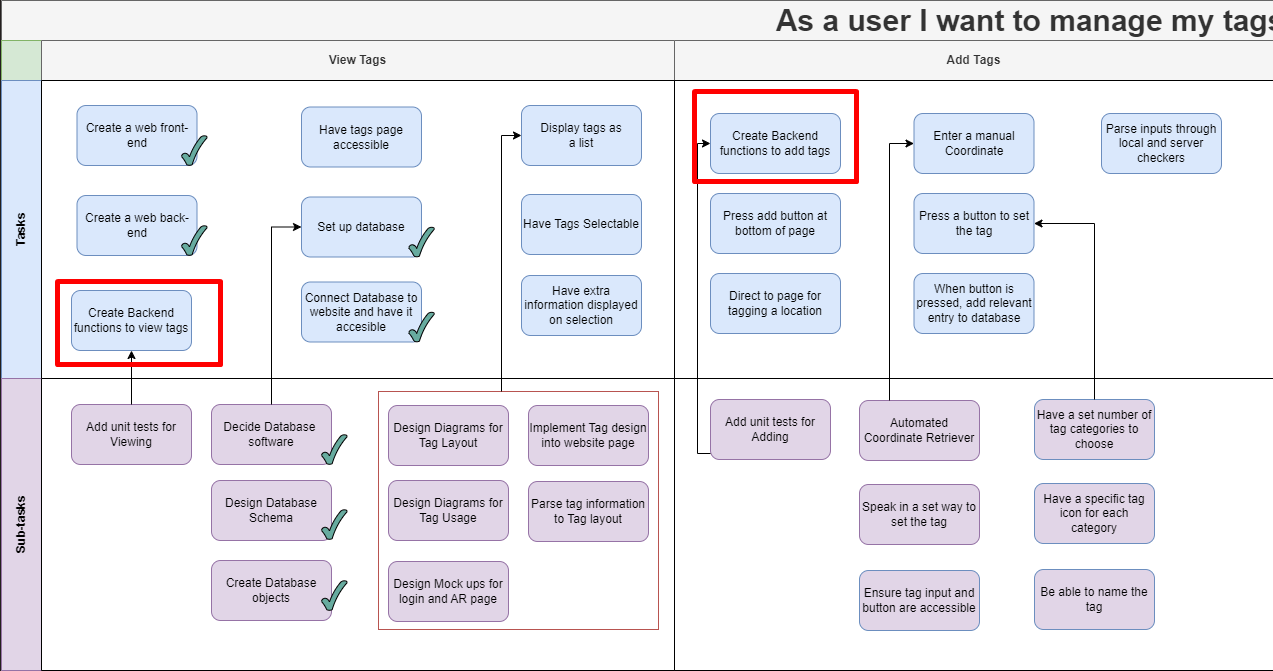 As a user I want to manage my tags
View Tags
Add Tags
Tasks
Create a web front-
end
Have tags page
accessible
Display tags as
a list
Create a web back-
end
Set up database
Have Tags Selectable
Create Backend
functions to view tags
Connect Database to
website and have it
accesible
Have extra
information displayed
on selection
Create Backend
functions to add tags
Enter a manual
Coordinate
Parse inputs through
local and server
checkers
Press add button at
bottom of page
Press a button to set
the tag
Direct to page for
tagging a location
When button is
pressed, add relevant
entry to database
Sub-tasks
Add unit tests for
Viewing
Decide Database
software
Design Diagrams for
Tag Layout
Implement Tag design
into website page
Design Database
Schema
Design Diagrams for
Tag Usage
Parse tag information
to Tag layout
Create Database
objects
Design Mock ups for
login and AR page
Add unit tests for
Adding
Automated
Coordinate Retriever
Have a set number of
tag categories to
choose
Speak in a set way to
set the tag
Have a specific tag
icon for each
category
Ensure tag input and
button are accessible
Be able to name the
tag